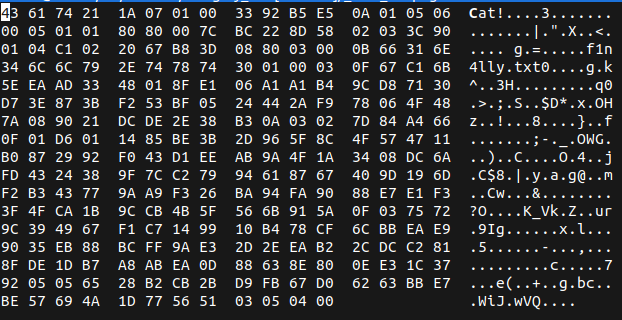 43 61 74 21 1A 07 01 00 33 92 B5 E5 0A 01 05 06 Cat!....3.......
00 05 01 01 80 80 00 7C BC 22 8D 58 02 03 3C 90 .......|.".X..<.
01 04 C1 02 20 67 B8 3D 08 80 03 00 0B 66 31 6E .... g.=.....f1n
34 6C 6C 79 2E 74 78 74 30 01 00 03 0F 67 C1 6B 4lly.txt0....g.k
5E EA AD 33 48 01 8F E1 06 A1 A1 B4 9C D8 71 30 ^..3H.........q0
D7 3E 87 3B F2 53 BF 05 24 44 2A F9 78 06 4F 48 .>.;.S..$D*.x.OH
7A 08 90 21 DC DE 2E 38 B3 0A 03 02 7D 84 A4 66 z..!...8....}..f
0F 01 D6 01 14 85 BE 3B 2D 96 5F 8C 4F 57 47 11 .......;-._.OWG.
B0 87 29 92 F0 43 D1 EE AB 9A 4F 1A 34 08 DC 6A ..)..C....O.4..j
FD 43 24 38 9F 7C C2 79 94 61 87 67 40 9D 19 6D .C$8.|.y.a.g@..m
F2 B3 43 77 9A A9 F3 26 BA 94 FA 90 88 E7 E1 F3 ..Cw...&........
3F 4F CA 1B 9C CB 4B 5F 56 6B 91 5A 0F 03 75 72 ?O....K_Vk.Z..ur
9C 39 49 67 F1 C7 14 99 10 B4 78 CF 6C BB EA E9 .9Ig......x.l...
90 35 EB 88 BC FF 9A E3 2D 2E EA B2 2C DC C2 81 .5......-...,...
8F DE 1D B7 A8 AB EA 0D 88 63 8E 80 0E E3 1C 37 .........c.....7
92 05 05 65 28 B2 CB 2B D9 FB 67 D0 62 63 BB E7 ...e(..+..g.bc..
BE 57 69 4A 1D 77 56 51 03 05 04 00 .WiJ.wVQ....